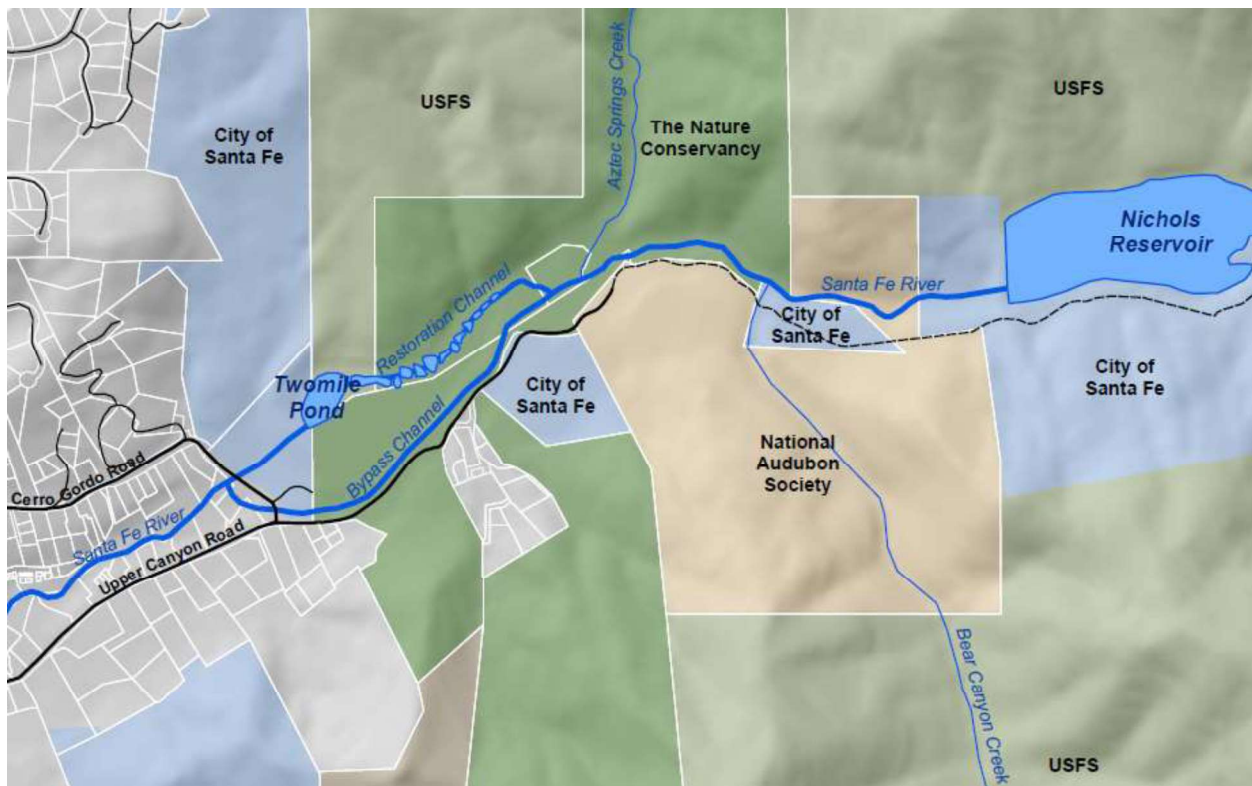 USFS
USFS
City of
Santa Fe
Aztec Springs Creek
The Nature
Conservancy
Nichols
Reservoir
Santa Fe River
Restoration Channel
City of
Santa Fe
Twomile
Pond
City of
Santa Fe
City of
Santa Fe
Bypass Channel
National
Audubon
Society
Cerro Gordo Road
Santa Fe River
Upper Canyon Road
Bear Canyon Creek
USFS